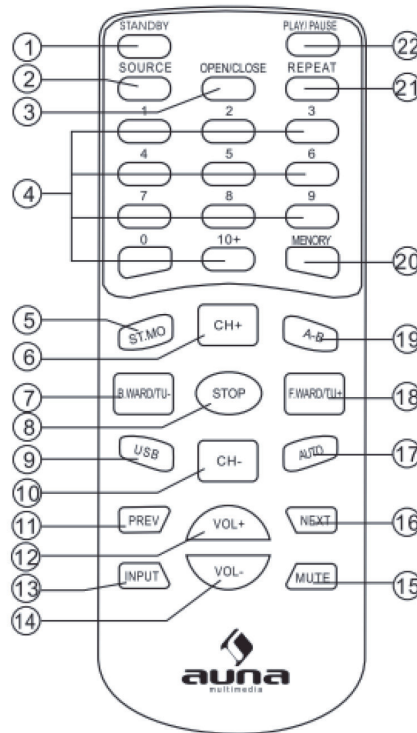 STANDBY PLAY/ PAUSE
1 22
SOURCE OPEN/CLOSE REPEAT
2 21
3
1 2 3
4 5 6
4
7 8 9
0 10+ MENORY
20
5 ST.MO CH+ A-B 19
6
7 B.WARD/TU- STOP F.WARD/TU+ 18
8
9 USB CH- AUTO 17
10
11 PREV VOL+ NEXT 16
12
13 INPUT VOL- MUTE 15
14
auna
multimedia